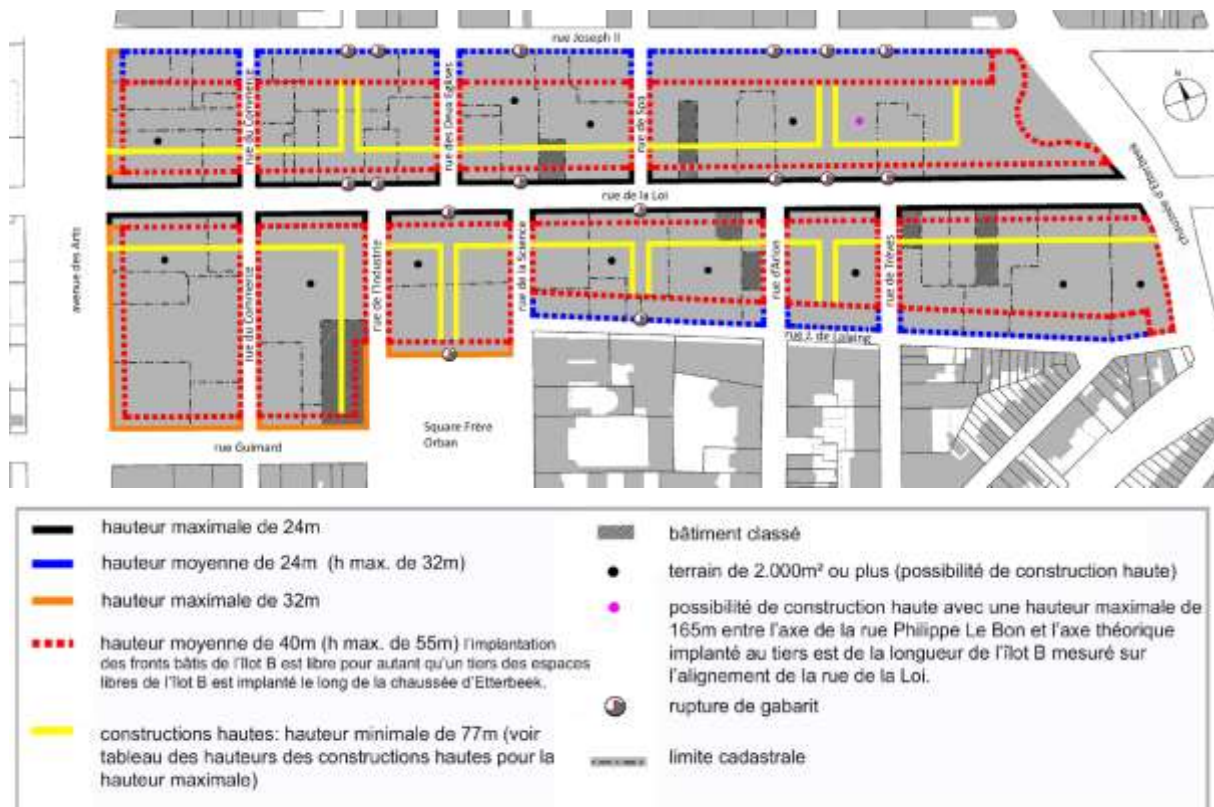 rue Joseph II
N
rue du Commerce
rue des Deux Eglises
rue de Spa
chaussée d'Etterbeek
rue de la Loi
avenue des Arts
rue du Commerce
rue de l'Industrie
rue de la Science
rue d'Arlon
rue de Trèves
rue J. de Lalaing
rue Guimard
Square Frère
Orban
hauteur maximale de 24m
hauteur moyenne de 24m (h max. de 32m)
hauteur maximale de 32m
hauteur moyenne de 40m (h max. de 55m) l'implantation
des fronts bâtis de l'îlot B est libre pour autant qu'un tiers des espaces
libres de l'îlot B est implanté le long de la chaussée d'Etterbeek.
constructions hautes: hauteur minimale de 77m (voir
tableau des hauteurs des constructions hautes pour la
hauteur maximale)
bâtiment classé
terrain de 2.000m² ou plus (possibilité de construction haute)
possibilité de construction haute avec une hauteur maximale de
165m entre l'axe de la rue Philippe Le Bon et l'axe théorique
implanté au tiers est de la longueur de l'îlot B mesuré sur
l'alignement de la rue de la Loi.
rupture de gabarit
limite cadastrale